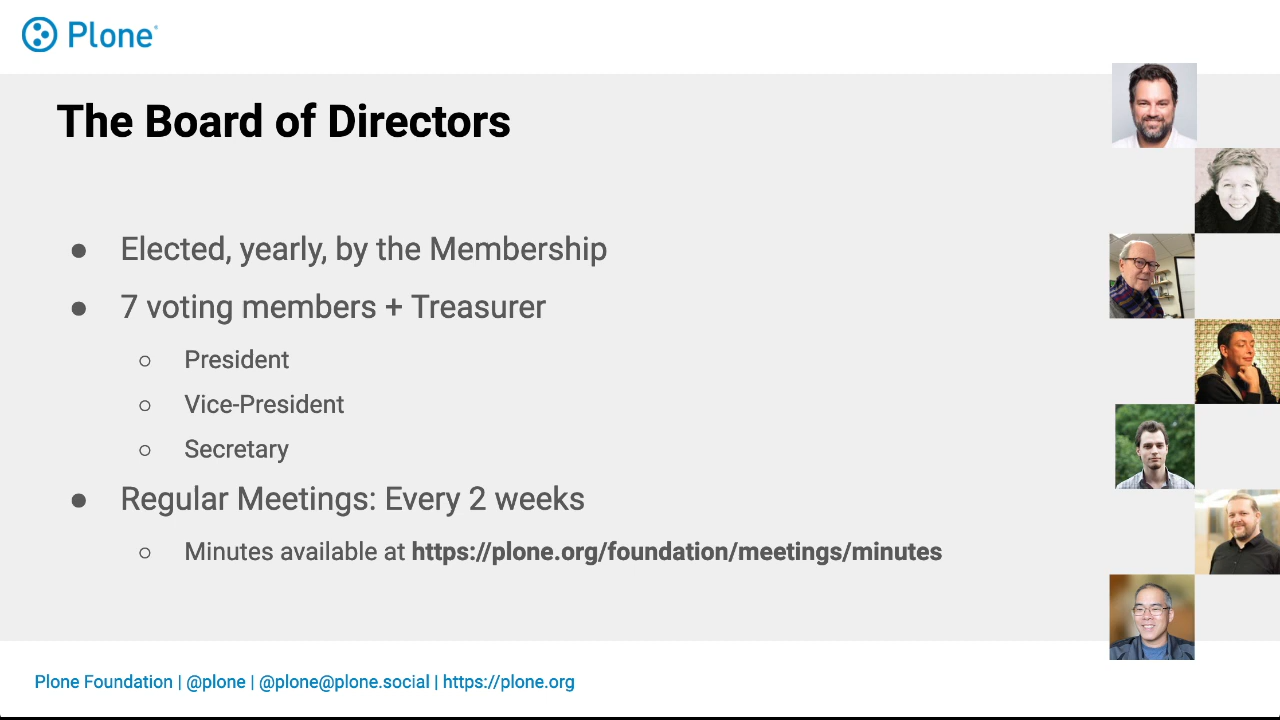 Plone
The Board of Directors
● Elected, yearly, by the Membership
● 7 voting members + Treasurer
○ President
○ Vice-President
○ Secretary
● Regular Meetings: Every 2 weeks
○ Minutes available at https://plone.org/foundation/meetings/minutes
Plone Foundation | @plone | @plone@plone.social | https://plone.org